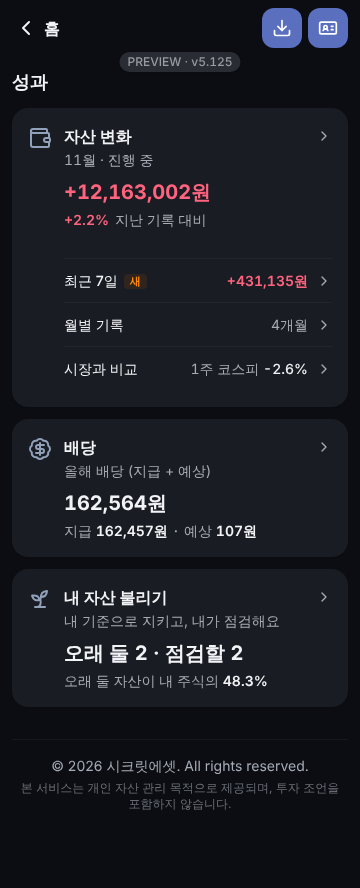 홈
PREVIEW · v5.125
성과
자산 변화
11월 · 진행 중
+12,163,002원
+2.2% 지난 기록 대비
최근 7일 새 +431,135원
월별 기록 4개월
시장과 비교 1주 코스피 -2.6%
배당
올해 배당 (지급 + 예상)
162,564원
지급 162,457원 · 예상 107원
내 자산 불리기
내 기준으로 지키고, 내가 점검해요
오래 둘 2 · 점검할 2
오래 둘 자산이 내 주식의 48.3%
© 2026 시크릿에셋. All rights reserved.
본 서비스는 개인 자산 관리 목적으로 제공되며, 투자 조언을
포함하지 않습니다.